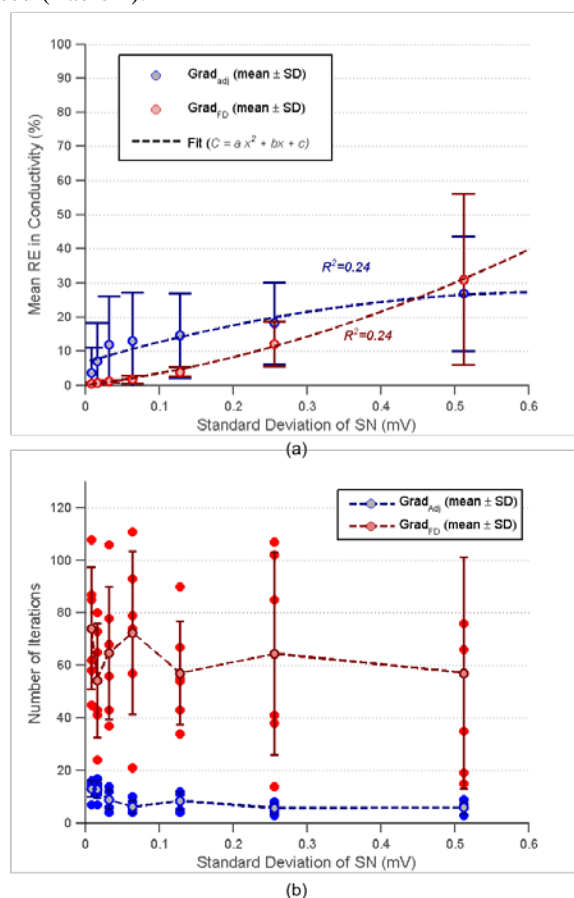 100
90
80
70
60
50
40
30
20
10
0
Mean RE in Conductivity (%)
Grad_adj (mean ± SD)
Grad_FD (mean ± SD)
Fit (C = a x² + bx + c)
R²=0.24
R²=0.24
0 0.1 0.2 0.3 0.4 0.5 0.6
Standard Deviation of SN (mV)
(a)
120
100
80
60
40
20
0
Number of Iterations
Grad_Adj (mean ± SD)
Grad_FD (mean ± SD)
0 0.1 0.2 0.3 0.4 0.5 0.6
Standard Deviation of SN (mV)
(b)